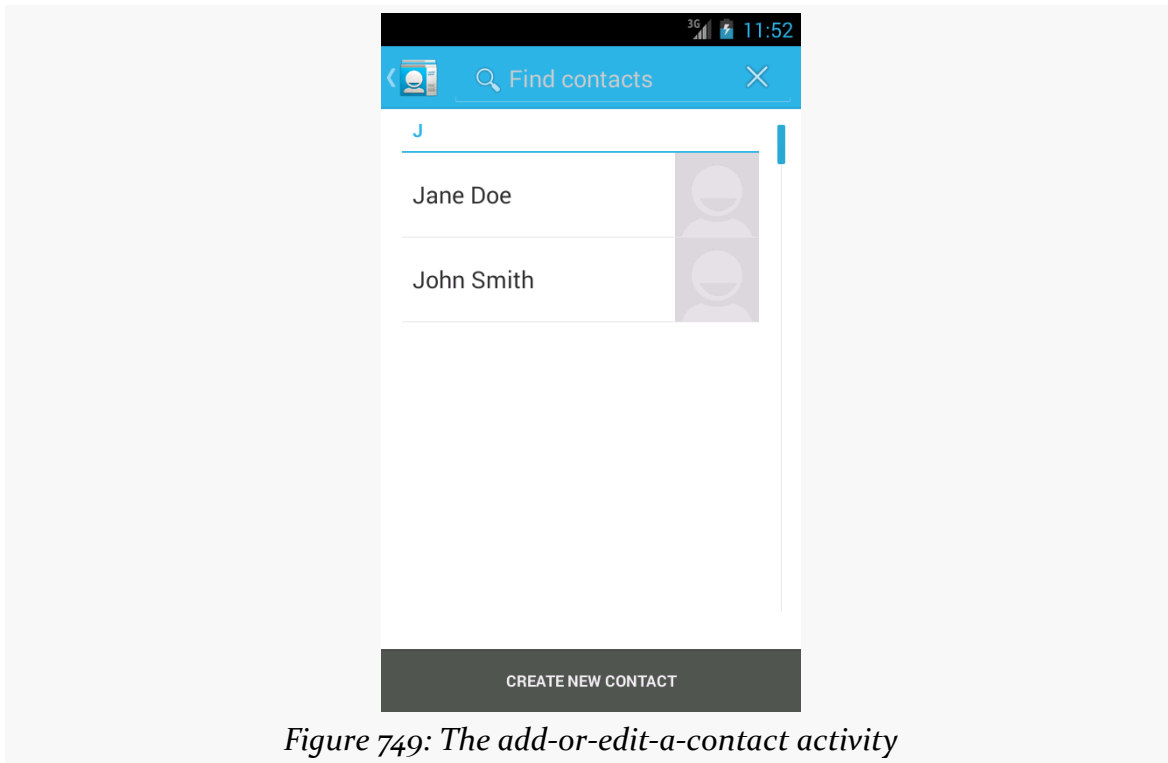 3G 11:52
Find contacts
J
Jane Doe
John Smith
CREATE NEW CONTACT
Figure 749: The add-or-edit-a-contact activity